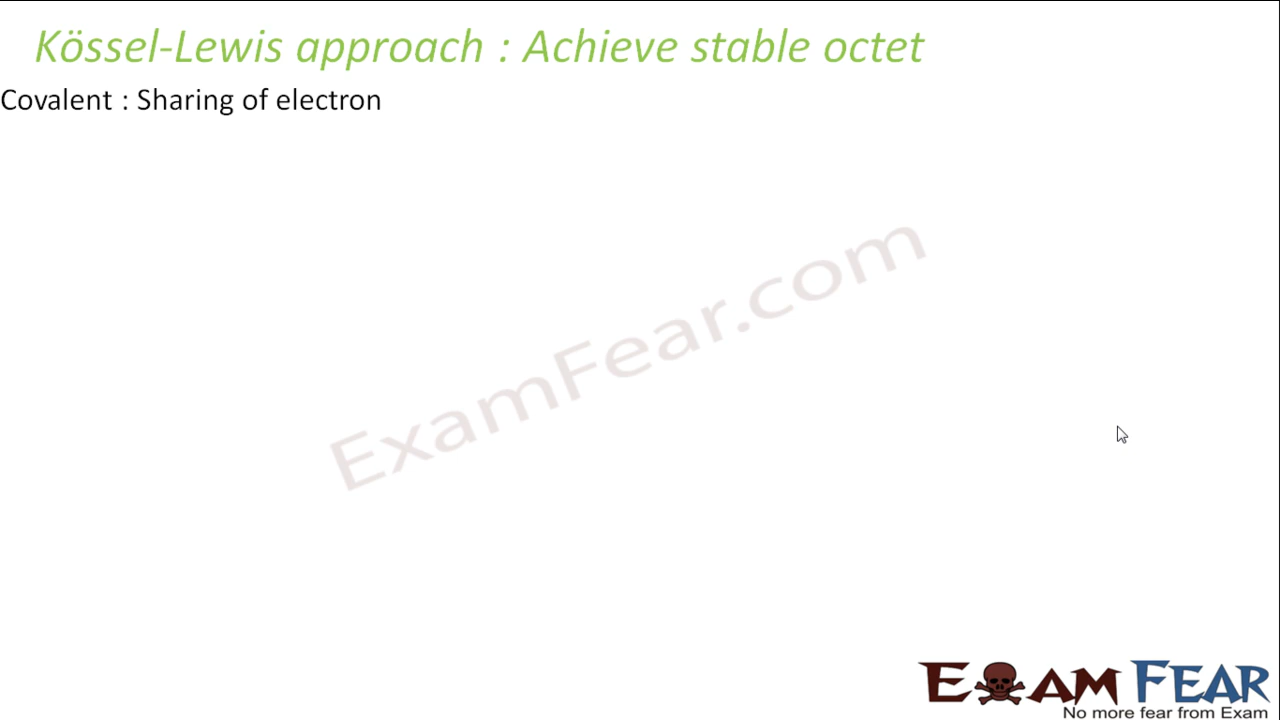 Kössel-Lewis approach : Achieve stable octet
Covalent : Sharing of electron
ExamFear.com
EXAM FEAR
No more fear from Exam